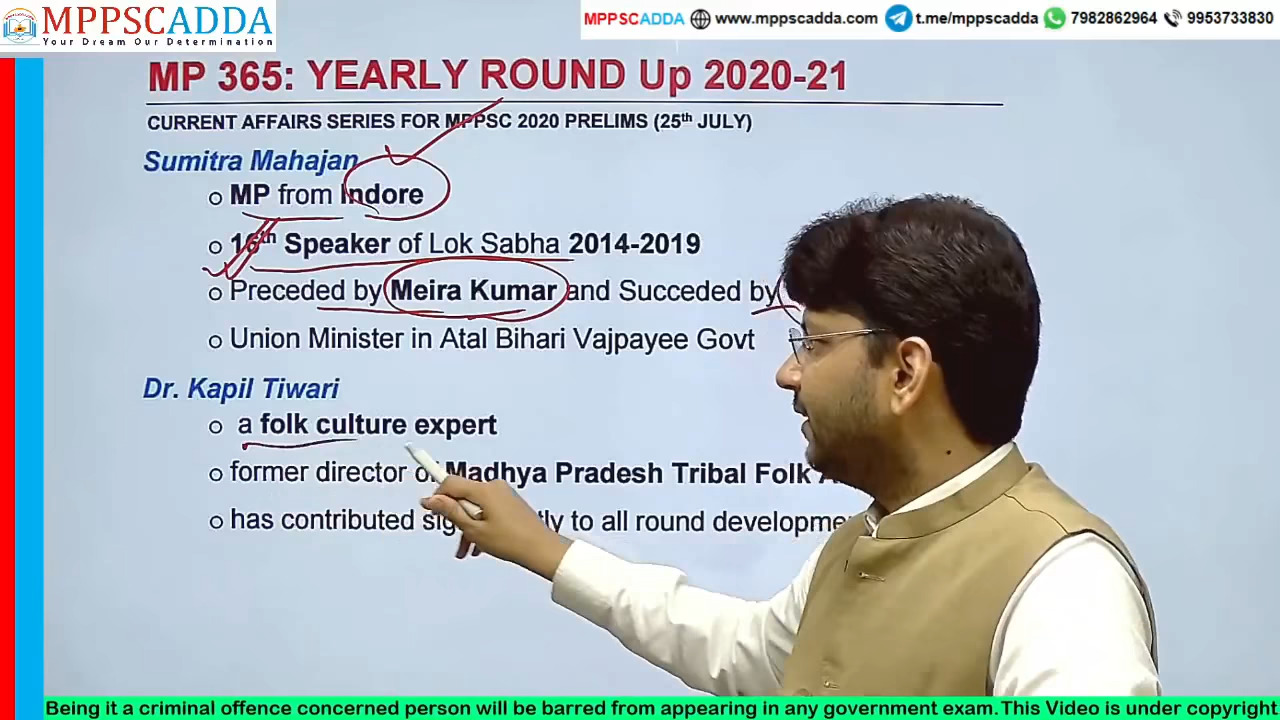 MPPSCADDA
Your Dream Our Determination
MPPSCADDA www.mppscadda.com t.me/mppscadda 7982862964 9953733830
MP 365: YEARLY ROUND Up 2020-21
CURRENT AFFAIRS SERIES FOR MPPSC 2020 PRELIMS (25th JULY)
Sumitra Mahajan
MP from Indore
16th Speaker of Lok Sabha 2014-2019
Preceded by Meira Kumar and Succeded by
Union Minister in Atal Bihari Vajpayee Govt
Dr. Kapil Tiwari
a folk culture expert
former director of Madhya Pradesh Tribal Folk
has contributed to all round
Being it a criminal offence concerned person will be barred from appearing in any government exam.This Video is under copyright